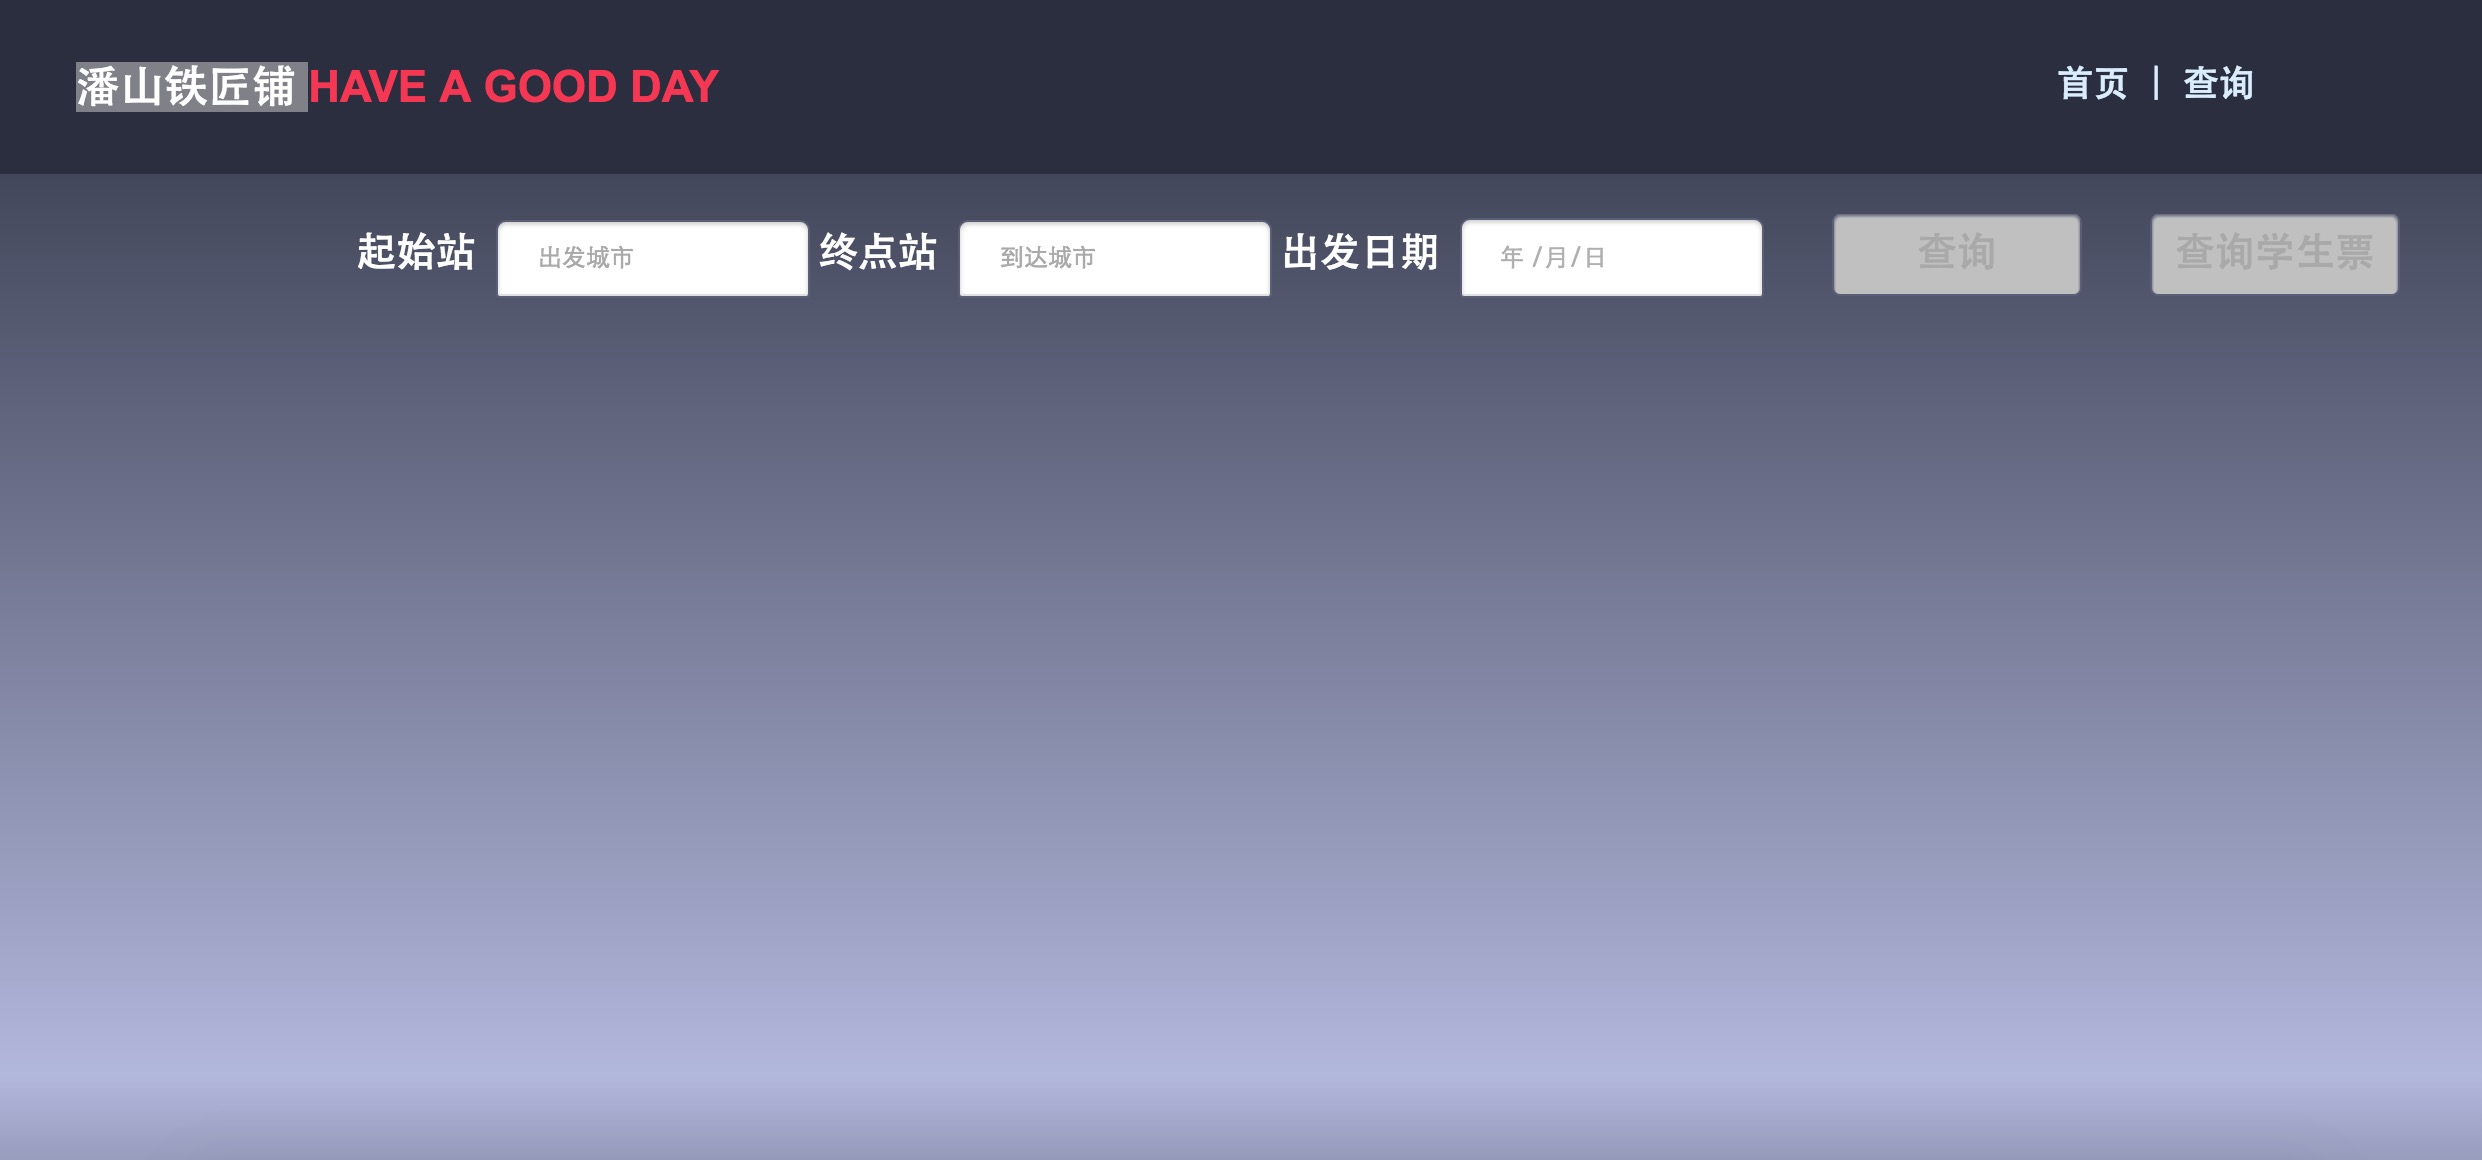 潘山铁匠铺 HAVE A GOOD DAY
首页 | 查询
起始站 出发城市 终点站 到达城市 出发日期 年 /月/日 查询 查询学生票